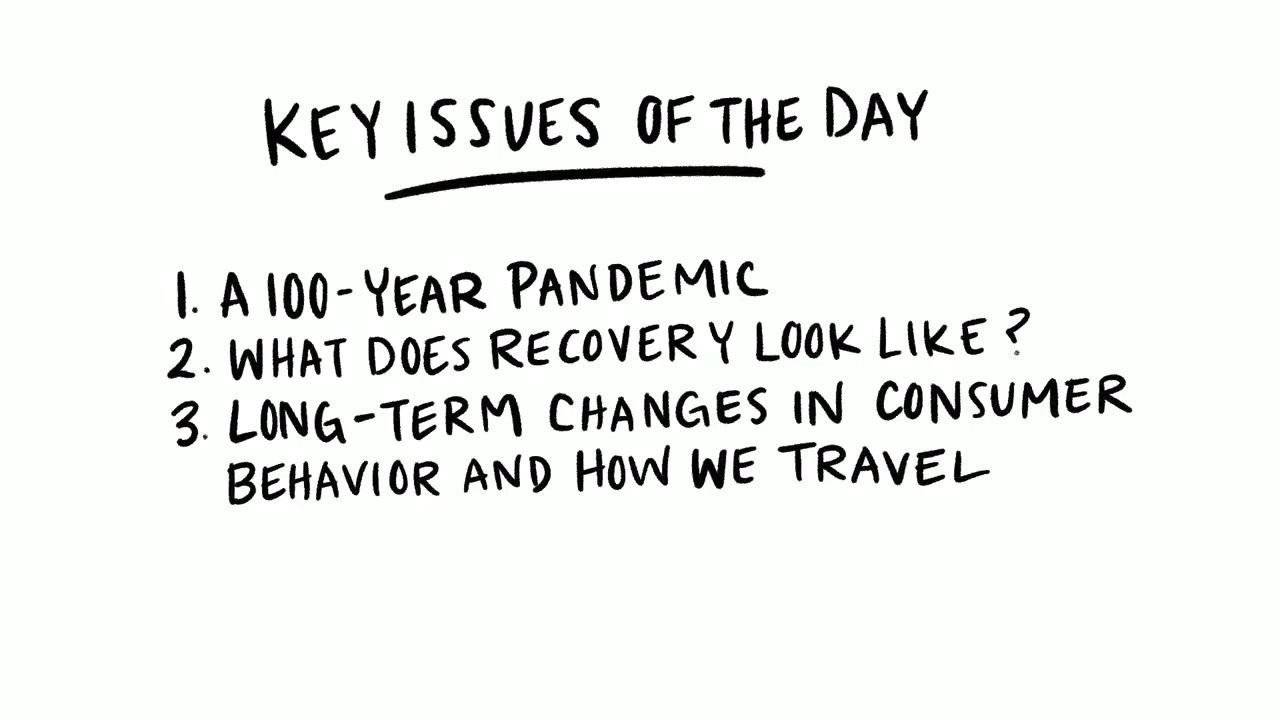 KEY ISSUES OF THE DAY
1. A 100-YEAR PANDEMIC
2. WHAT DOES RECOVERY LOOK LIKE?
3. LONG-TERM CHANGES IN CONSUMER
BEHAVIOR AND HOW WE TRAVEL